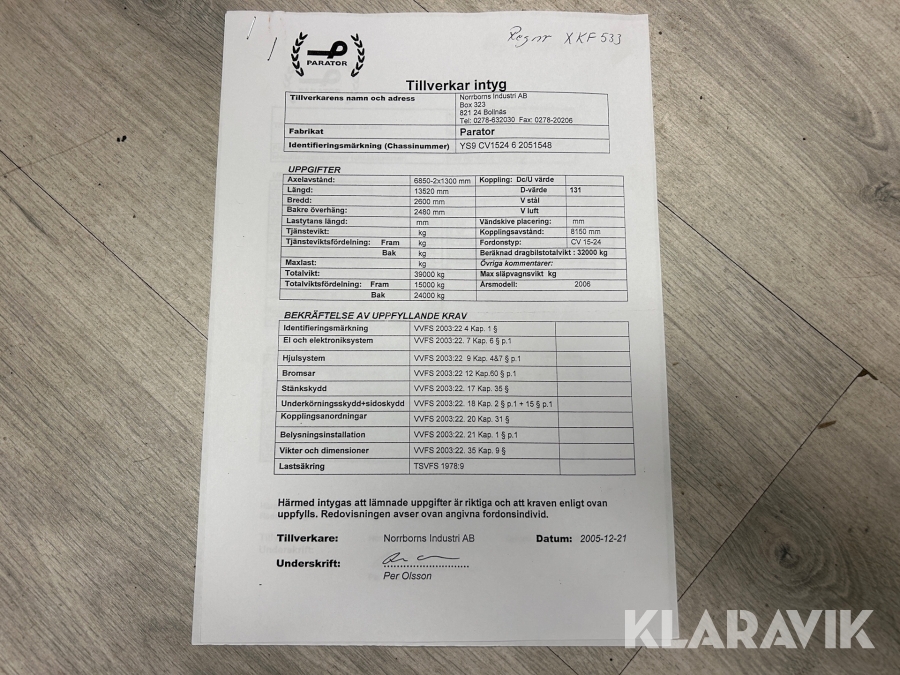 Regnr XKF 533
PARATOR
Tillverkar intyg
Tillverkarens namn och adress Norrborns Industri AB
Box 323
821 24 Bollnäs
Tel: 0278-632030 Fax: 0278-20206
Fabrikat Parator
Identifieringsmärkning (Chassinummer) YS9 CV1524 6 2051548
UPPGIFTER
Axelavstånd: 6850-2x1300 mm Koppling: Dc/U värde
Längd: 13520 mm D-värde 131
Bredd: 2600 mm V stål
Bakre överhäng: 2480 mm V luft
Lastytans längd: mm Vändskive placering: mm
Tjänstevikt: kg Kopplingsavstånd: 8150 mm
Tjänsteviktsfördelning: Fram kg Fordonstyp: CV 15-24
Bak kg Beräknad dragbilstotalvikt : 32000 kg
Maxlast: kg Övriga kommentarer:
Totalvikt: 39000 kg Max släpvagnsvikt kg
Totalviktsfördelning: Fram 15000 kg Årsmodell: 2006
Bak 24000 kg
BEKRÄFTELSE AV UPPFYLLANDE KRAV
Identifieringsmärkning VVFS 2003:22 4 Kap. 1 §
El och elektroniksystem VVFS 2003:22. 7 Kap. 6 § p.1
Hjulsystem VVFS 2003:22 9 Kap. 4&7 § p.1
Bromsar VVFS 2003:22 12 Kap.60 § p.1
Stänkskydd VVFS 2003:22. 17 Kap. 35 §
Underkörningsskydd+sidoskydd VVFS 2003:22. 18 Kap. 2 § p.1 + 15 § p.1
Kopplingsanordningar VVFS 2003:22. 20 Kap. 31 §
Belysningsinstallation VVFS 2003:22. 21 Kap. 1 § p.1
Vikter och dimensioner VVFS 2003:22. 35 Kap. 9 §
Lastsäkring TSVFS 1978:9
Härmed intygas att lämnade uppgifter är riktiga och att kraven enligt ovan
uppfylls. Redovisningen avser ovan angivna fordonsindivid.
Tillverkare: Norrborns Industri AB Datum: 2005-12-21
Underskrift:
Per Olsson
KLARAVIK